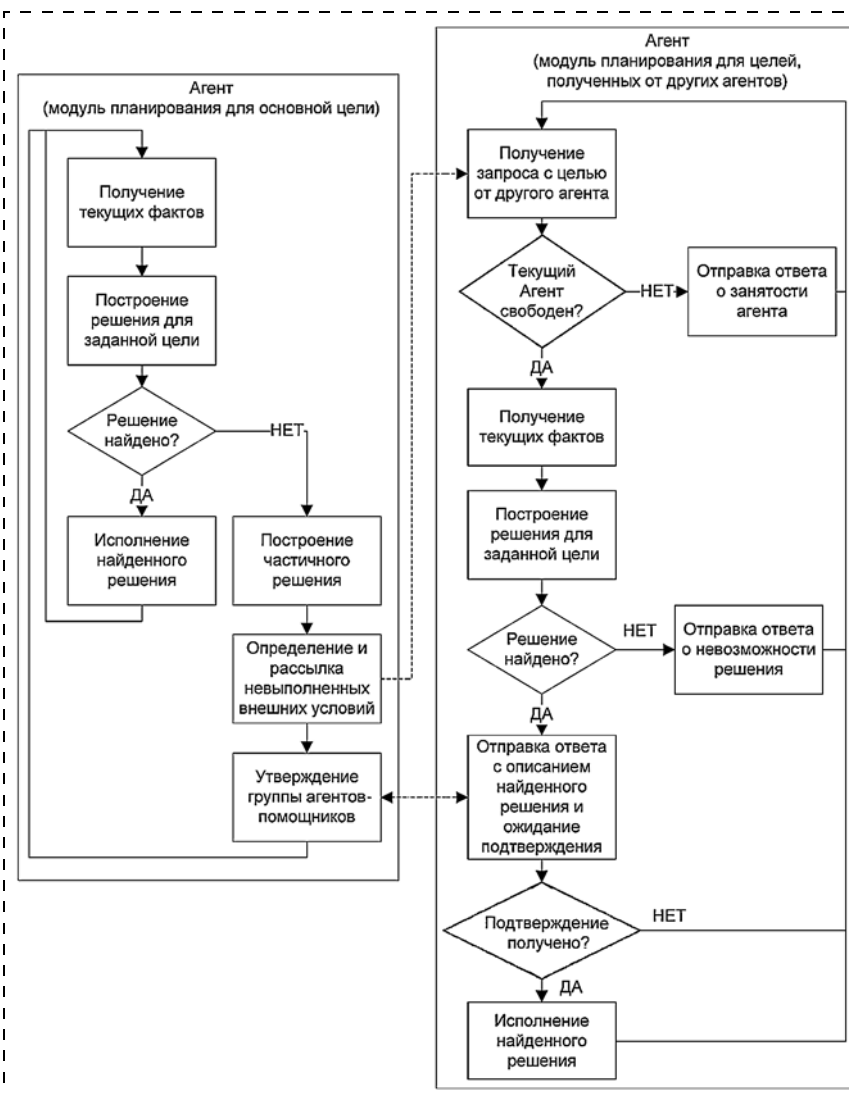 Агент
(модуль планирования для основной цели)
Получение
текущих фактов
Построение
решения для
заданной цели
Решение
найдено?
НЕТ
ДА
Исполнение
найденного
решения
Построение
частичного
решения
Определение и
рассылка
невыполненных
внешних условий
Утверждение
группы агентов-
помощников
Агент
(модуль планирования для целей,
полученных от других агентов)
Получение
запроса с целью
от другого агента
Текущий
Агент
свободен?
НЕТ
Отправка ответа
о занятости
агента
ДА
Получение
текущих фактов
Построение
решения для
заданной цели
Решение
найдено?
НЕТ
Отправка ответа
о невозможности
решения
ДА
Отправка ответа
с описанием
найденного
решения и
ожидание
подтверждения
Подтверждение
получено?
НЕТ
ДА
Исполнение
найденного
решения